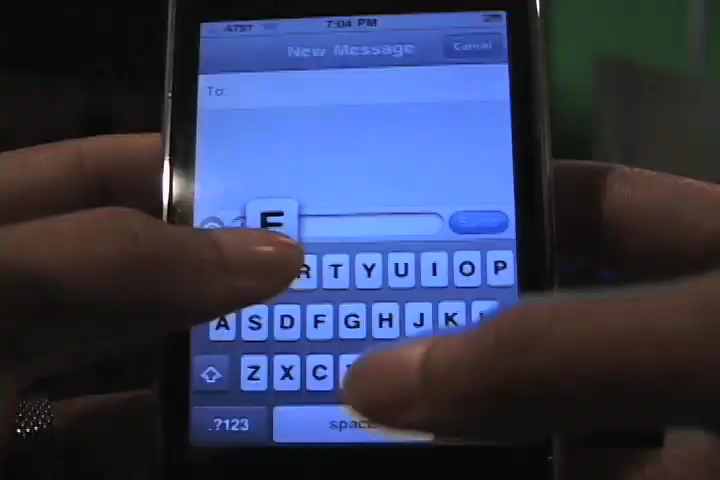 AT&T 7:04 PM
New Message Cancel
To:
E
R T Y U I O P
A S D F G H J K
Z X C
.?123 space